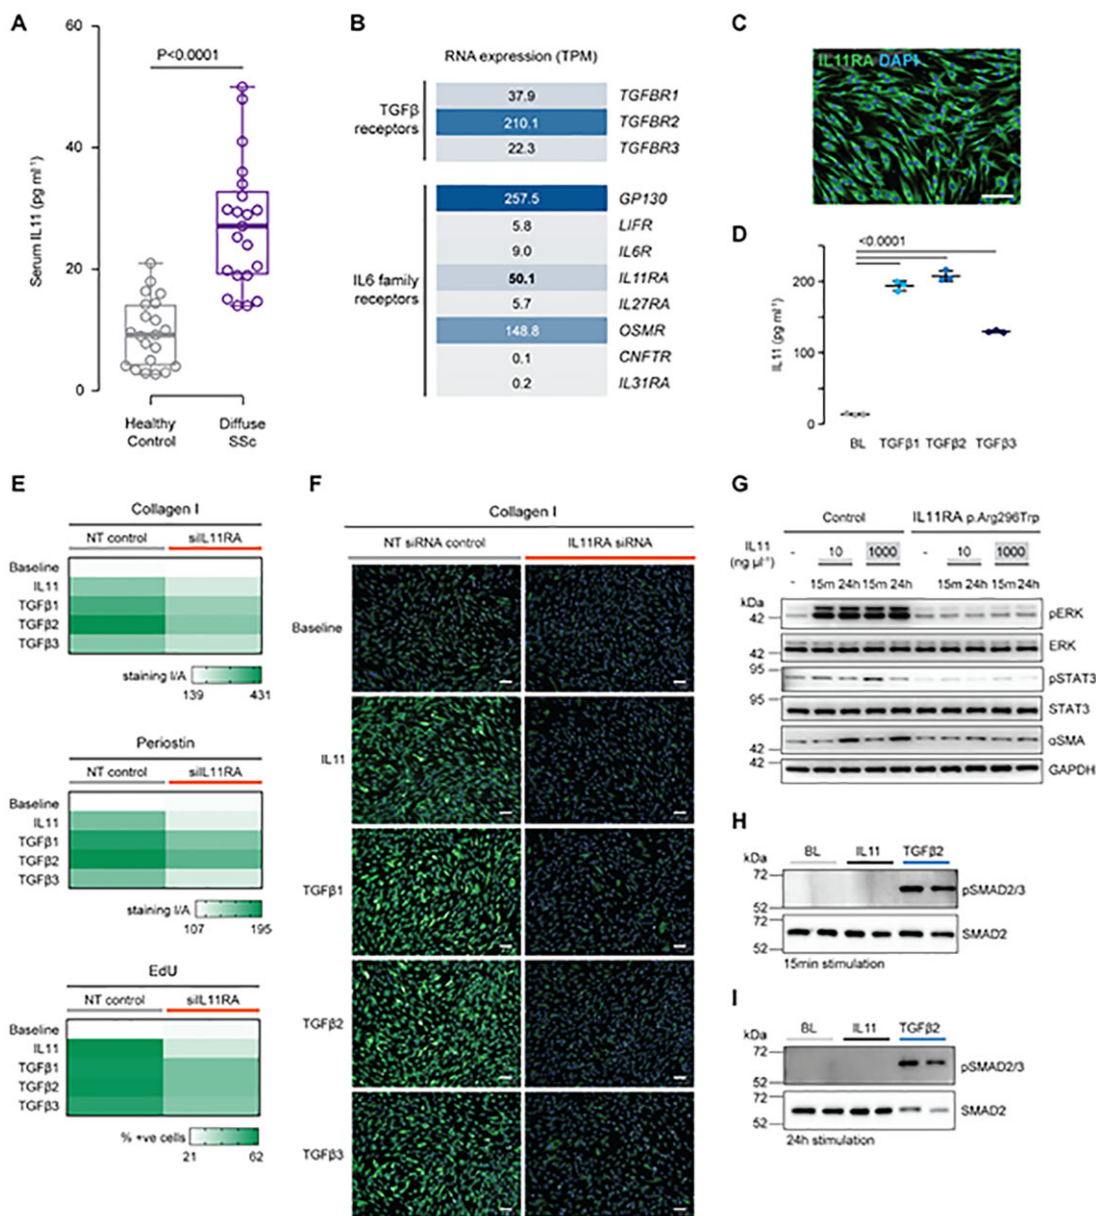 A
60
40
20
0
Serum IL11 (pg ml⁻¹)
P<0.0001
Healthy
Control
Diffuse
SSc
B
RNA expression (TPM)
TGFβ
receptors
37.9 TGFBR1
210.1 TGFBR2
22.3 TGFBR3
IL6 family
receptors
257.5 GP130
5.8 LIFR
9.0 IL6R
50.1 IL11RA
5.7 IL27RA
148.8 OSMR
0.1 CNFTR
0.2 IL31RA
C
IL11RA DAPI
D
<0.0001
200
100
0
IL11 (pg ml⁻¹)
BL TGFβ1 TGFβ2 TGFβ3
E
Collagen I
NT control siIL11RA
Baseline
IL11
TGFβ1
TGFβ2
TGFβ3
staining I/A
139 431
Periostin
NT control siIL11RA
Baseline
IL11
TGFβ1
TGFβ2
TGFβ3
staining I/A
107 195
EdU
NT control siIL11RA
Baseline
IL11
TGFβ1
TGFβ2
TGFβ3
% +ve cells
21 62
F
Collagen I
NT siRNA control IL11RA siRNA
Baseline
IL11
TGFβ1
TGFβ2
TGFβ3
G
Control IL11RA p.Arg296Trp
IL11
(ng µl⁻¹)
- 10 1000 - 10 1000
- 15m 24h 15m 24h - 15m 24h 15m 24h
kDa
42 pERK
42 ERK
95 pSTAT3
95 STAT3
42 αSMA
42 GAPDH
H
BL IL11 TGFβ2
kDa
72
52
pSMAD2/3
72
52
SMAD2
15min stimulation
I
BL IL11 TGFβ2
kDa
72
52
pSMAD2/3
72
52
SMAD2
24h stimulation